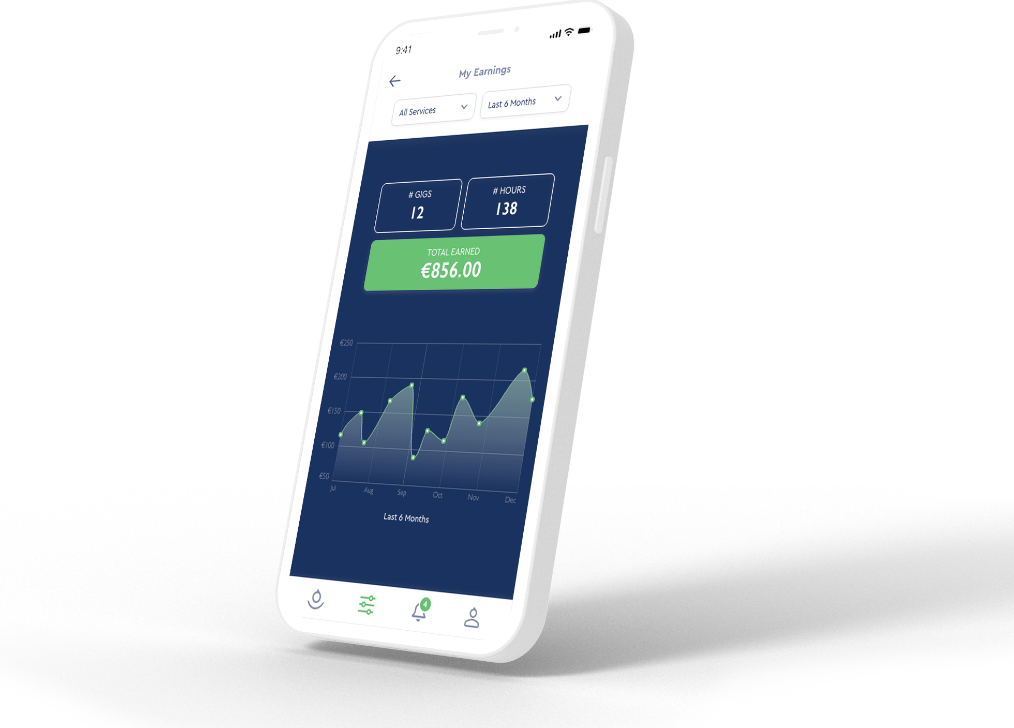 9:41
My Earnings
All Services
Last 6 Months
# GIGS
12
# HOURS
138
TOTAL EARNED
€856.00
€250
€200
€150
€100
€50
Jul
Aug
Sep
Oct
Nov
Dec
Last 6 Months
4